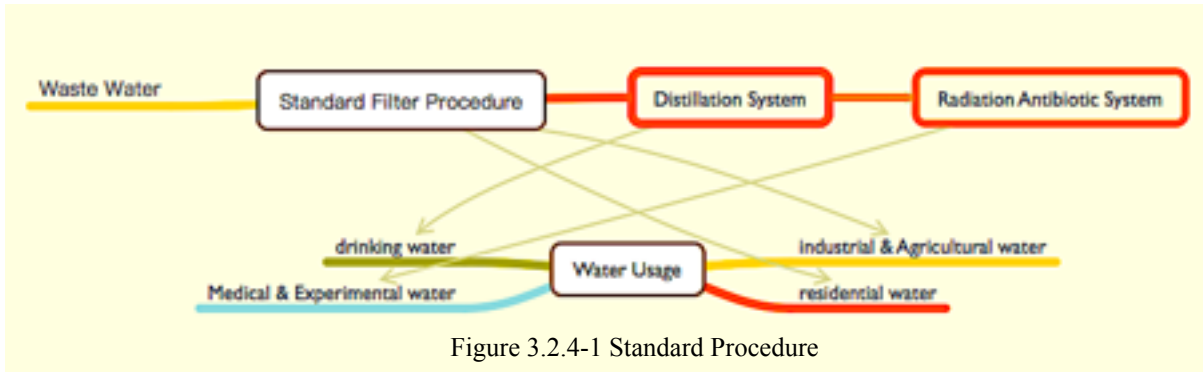 Waste Water
Standard Filter Procedure
Distillation System
Radiation Antibiotic System
drinking water
industrial & Agricultural water
Water Usage
Medical & Experimental water
residential water
Figure 3.2.4-1 Standard Procedure